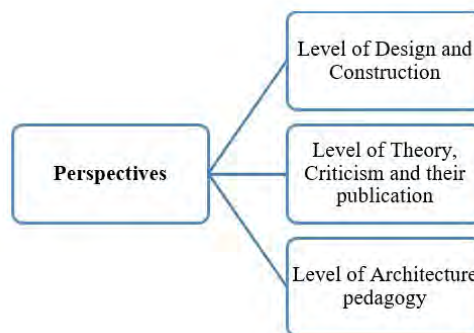 Level of Design and
Construction
Perspectives
Level of Theory,
Criticism and their
publication
Level of Architecture
pedagogy